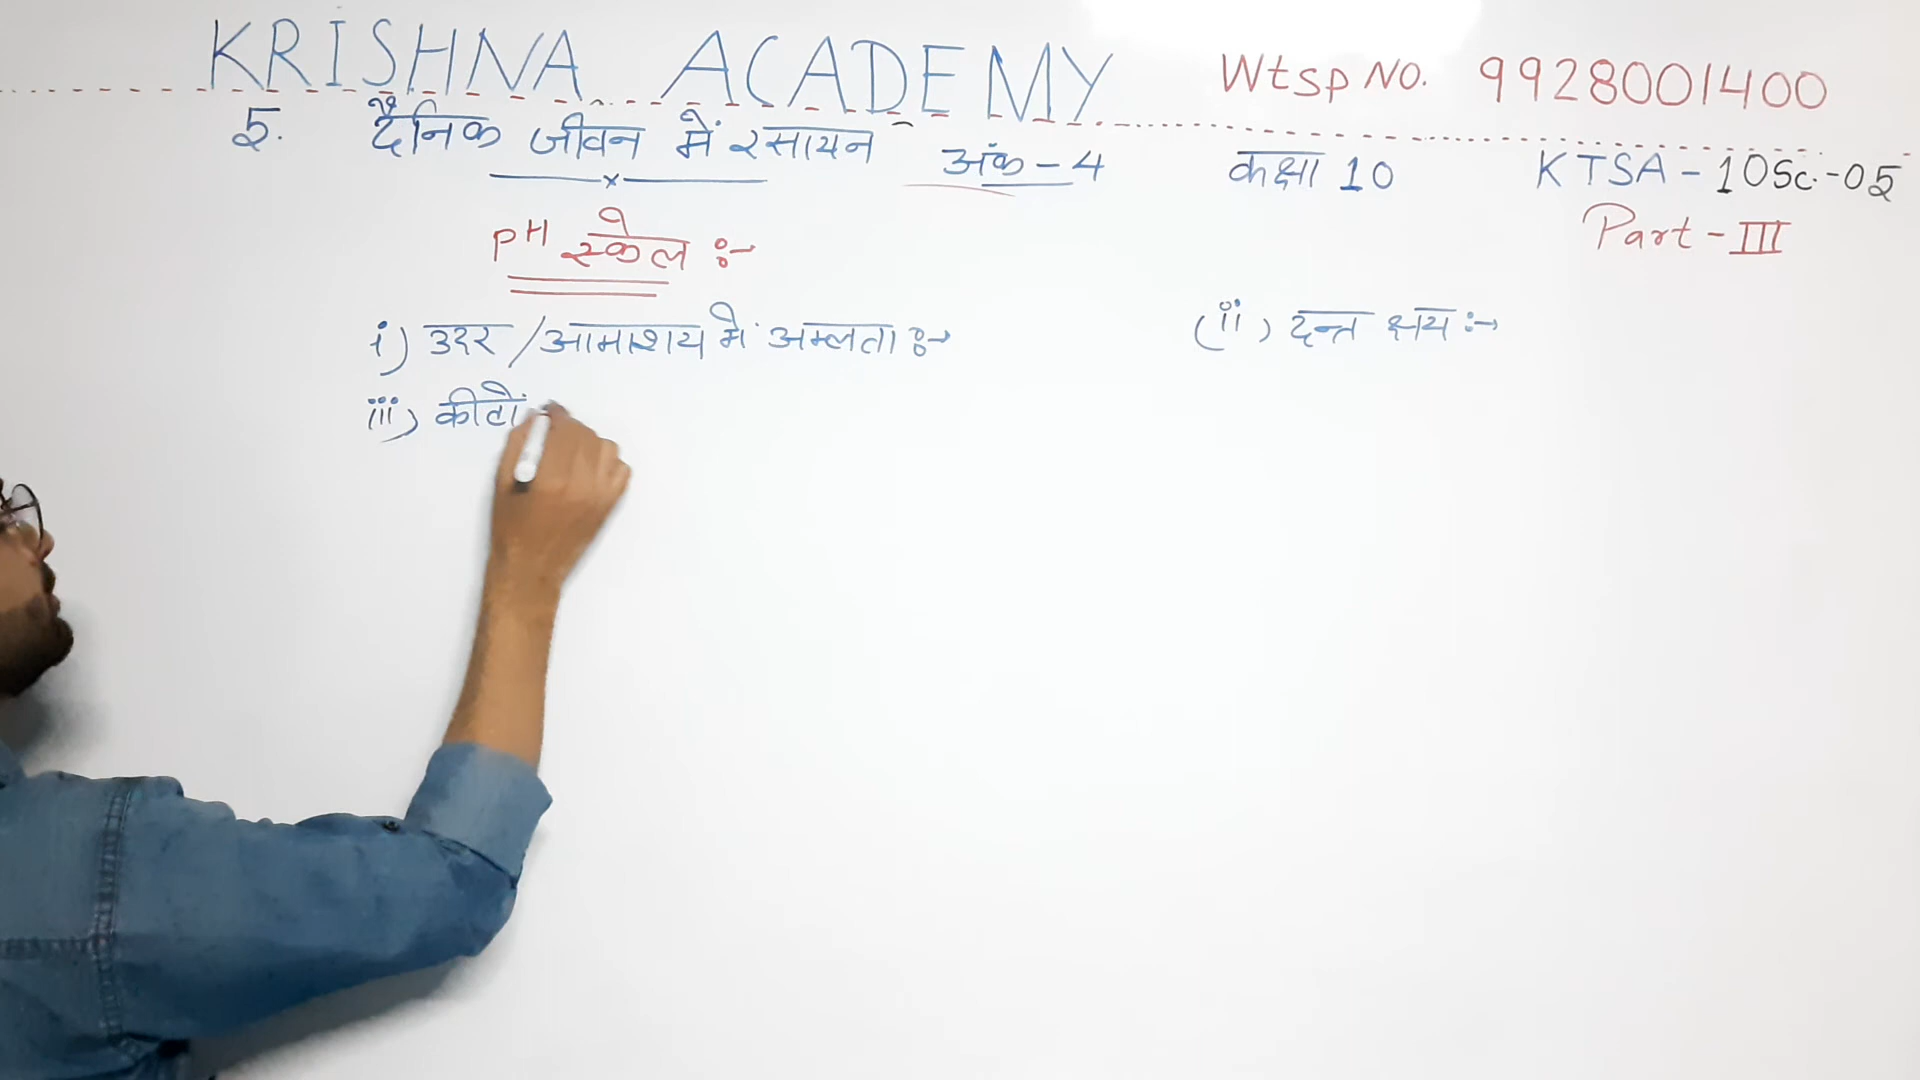 KRISHNA ACADEMY Wtsp NO. 9928001400
5. दैनिक जीवन में रसायन अंक - 4 कक्षा 10 KTSA - 10Sc.-05
Part - III
pH स्केल :-
i) उदर / आमाशय में अम्लता :-
(ii) दन्त क्षय :-
iii) कीटों